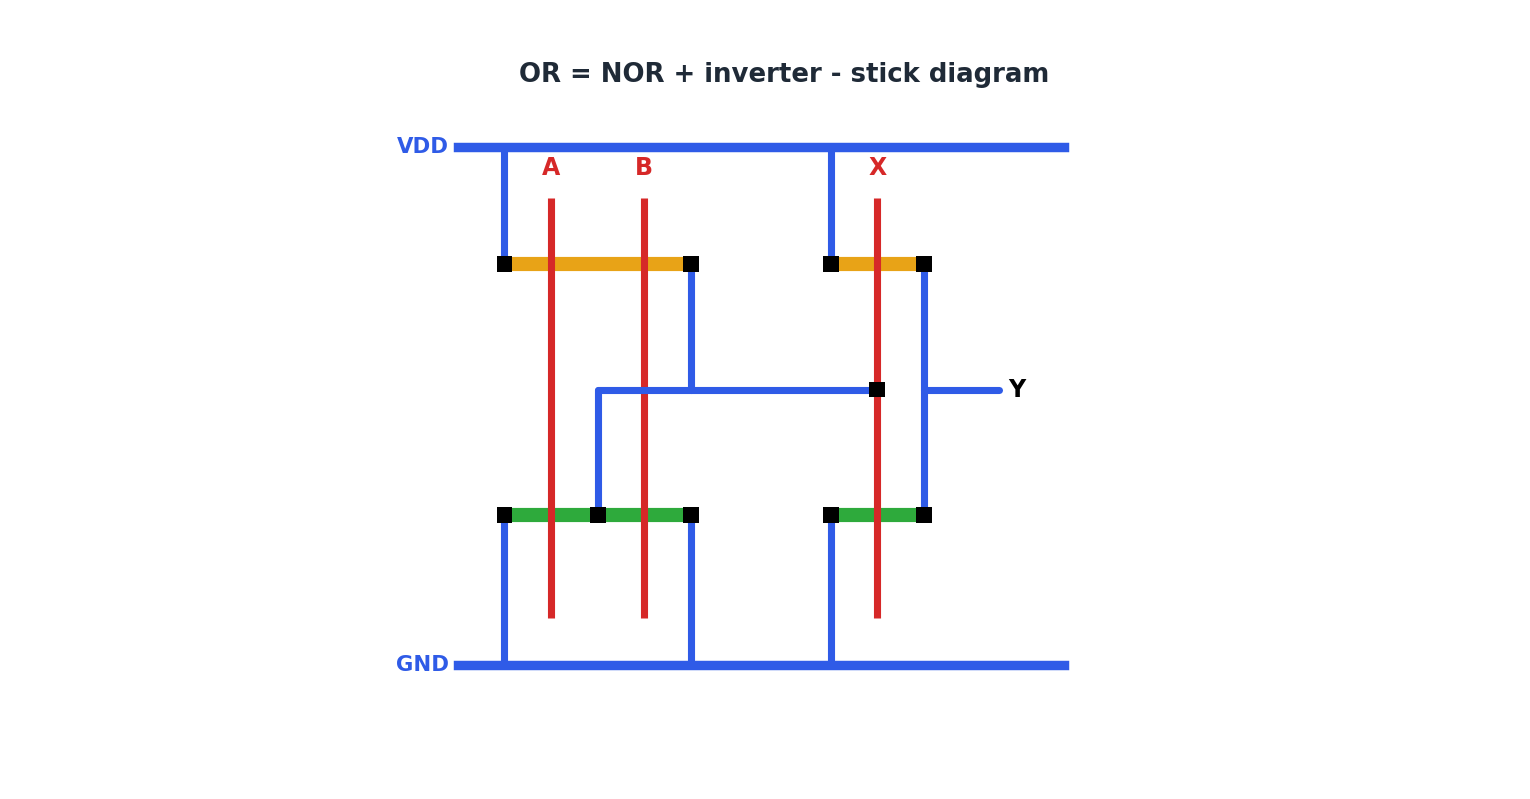 OR = NOR + inverter - stick diagram
VDD
A B X
Y
GND